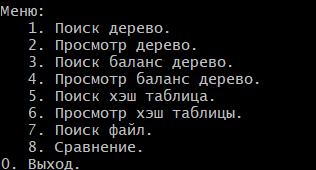 Меню:
1. Поиск дерево.
2. Просмотр дерево.
3. Поиск баланс дерево.
4. Просмотр баланс дерево.
5. Поиск хэш таблица.
6. Просмотр хэш таблицы.
7. Поиск файл.
8. Сравнение.
0. Выход.